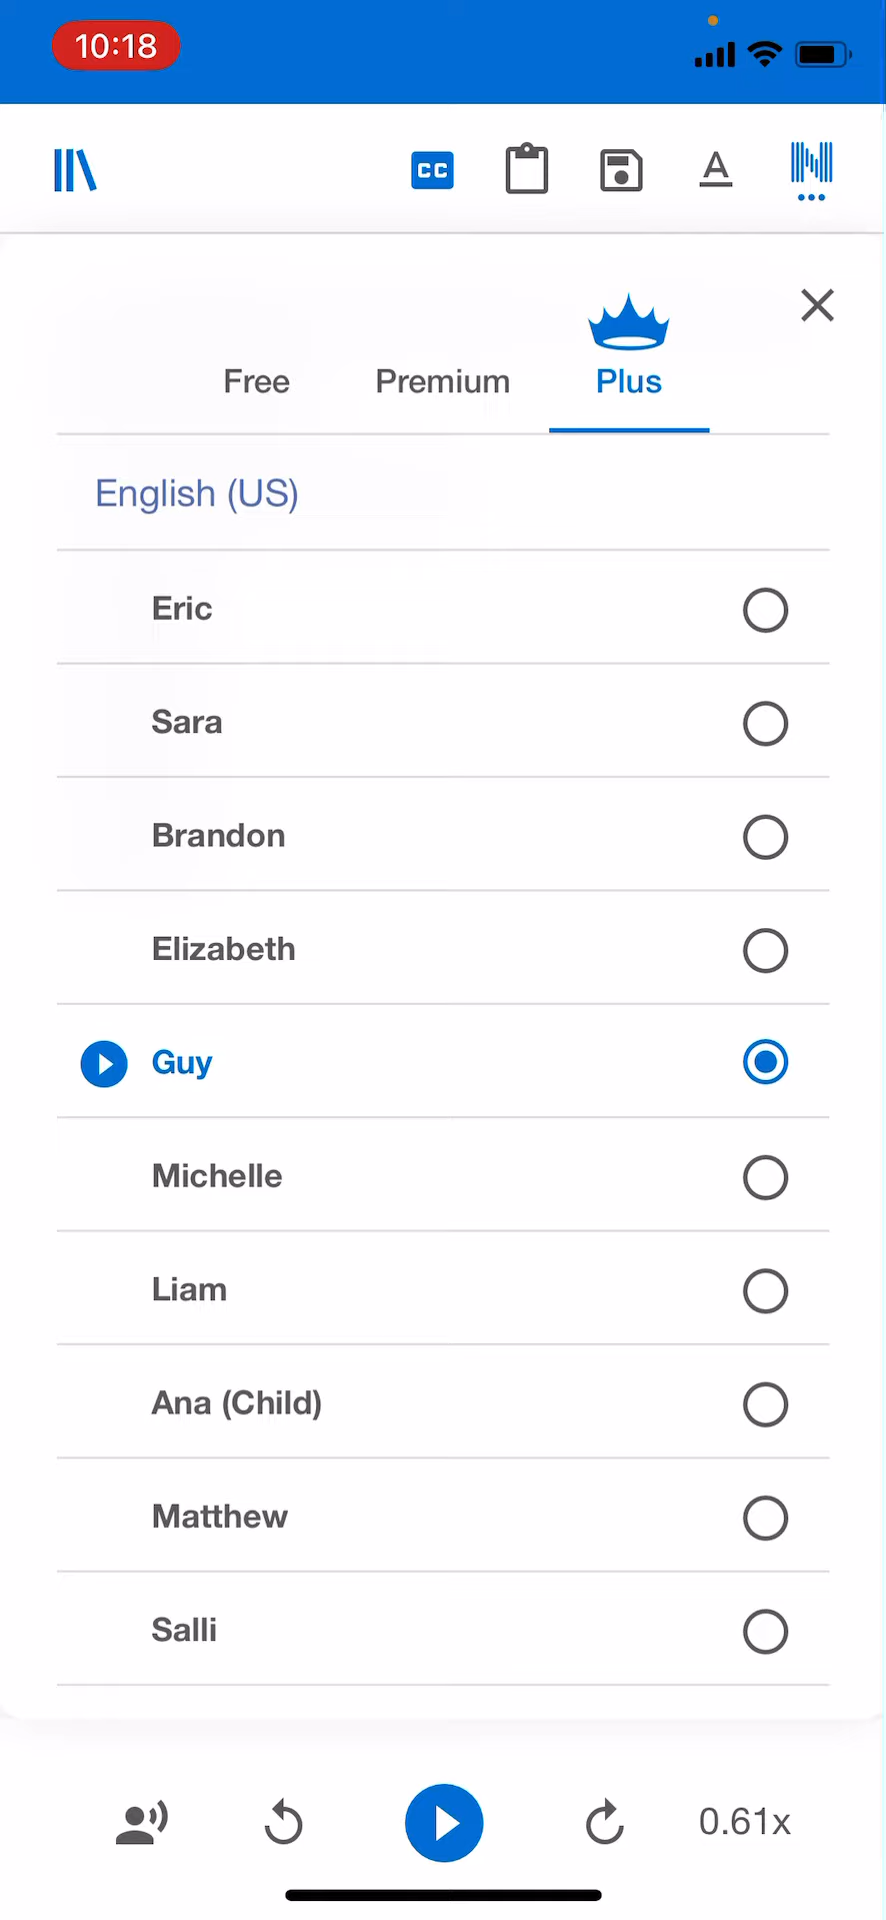 10:18
CC
A
Free
Premium
Plus
English (US)
Eric
Sara
Brandon
Elizabeth
Guy
Michelle
Liam
Ana (Child)
Matthew
Salli
0.61x